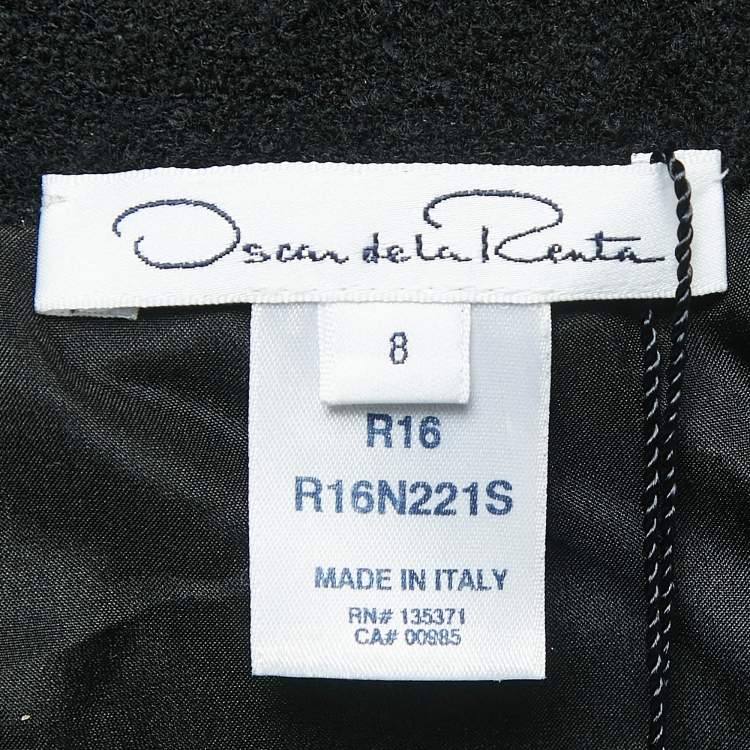 Oscar de la Renta
8
R16
R16N221S
MADE IN ITALY
RN# 135371
CA# 00985